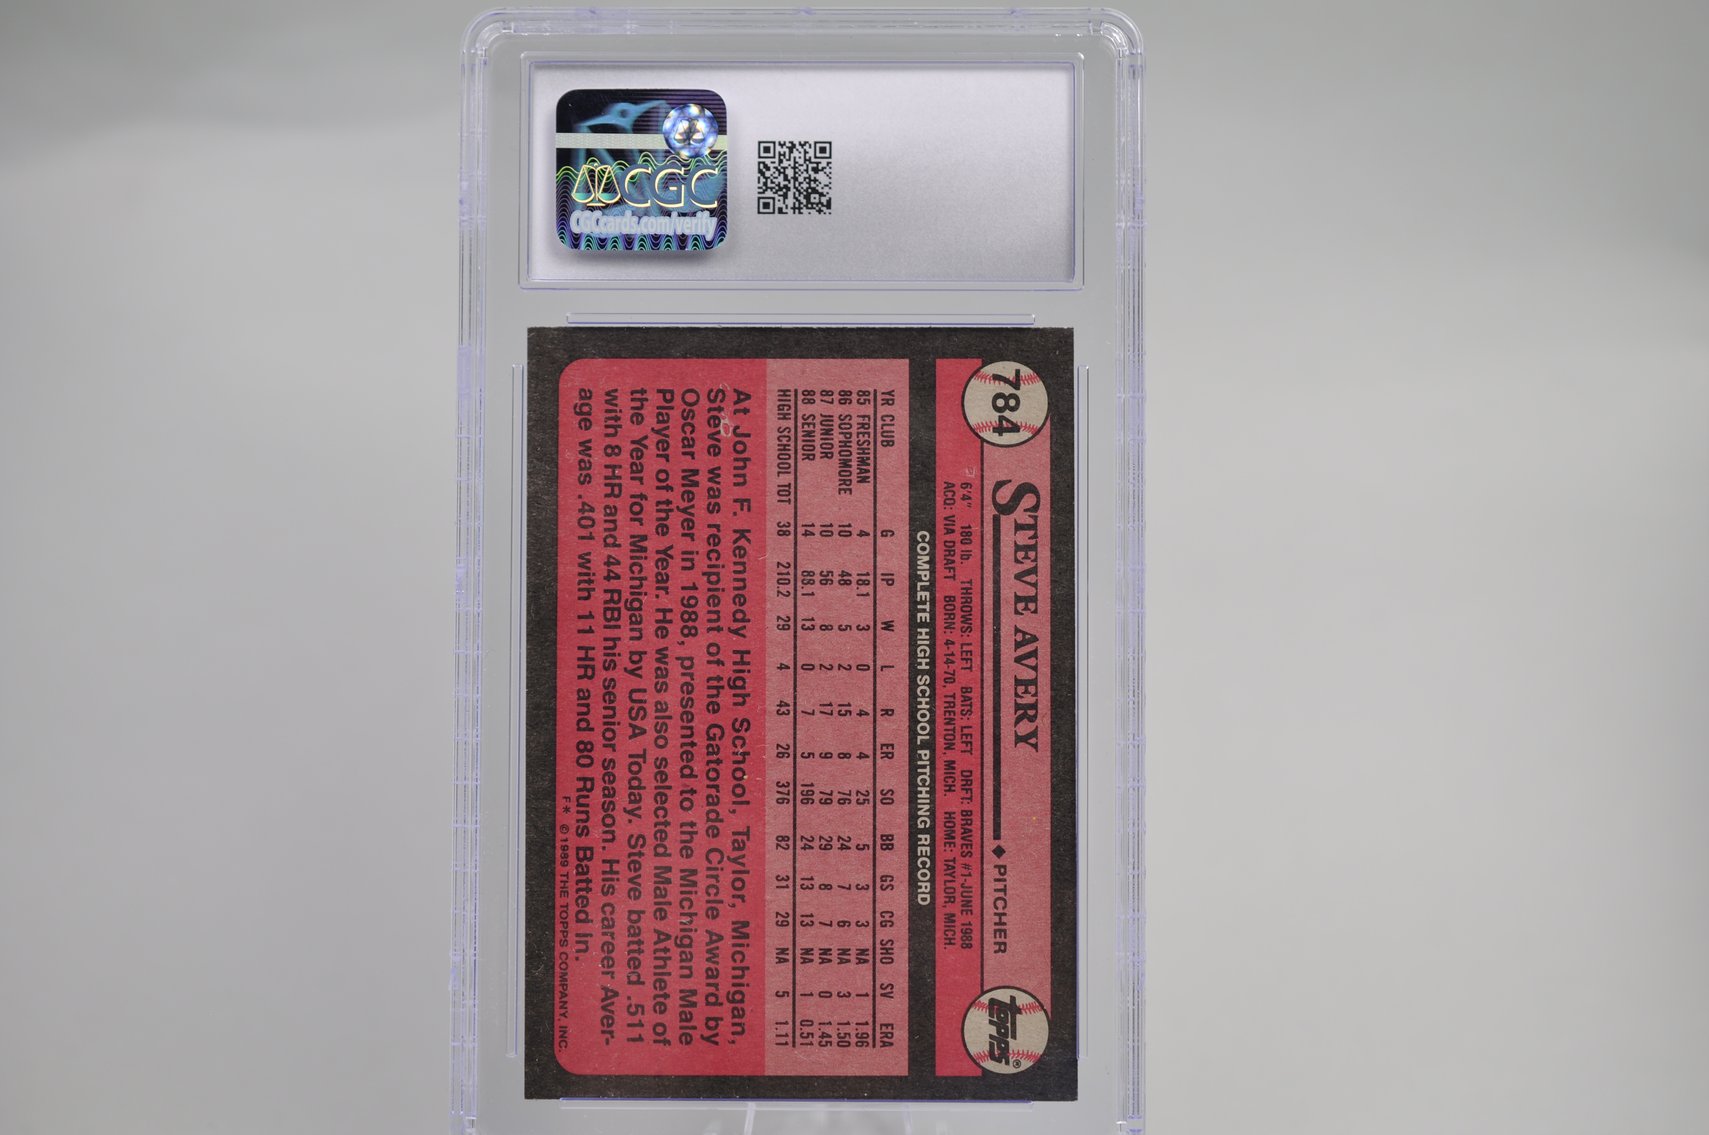 CGC
CGCcards.com/verify
784
STEVE AVERY
◆ PITCHER
TOPPS®
6'4" 180 lb. THROWS: LEFT BATS: LEFT DRFT: BRAVES #1-JUNE 1988
ACQ: VIA DRAFT BORN: 4-14-70, TRENTON, MICH. HOME: TAYLOR, MICH.
COMPLETE HIGH SCHOOL PITCHING RECORD
YR CLUB G IP W L R ER SO BB GS CG SHO SV ERA
85 FRESHMAN 4 18.1 3 0 4 4 25 5 3 3 NA 1 1.96
86 SOPHOMORE 10 48 5 2 15 8 76 24 7 6 NA 3 1.50
87 JUNIOR 10 56 8 2 17 9 79 29 8 7 NA 0 1.45
88 SENIOR 14 88.1 13 0 7 5 196 24 13 13 NA 1 0.51
HIGH SCHOOL TOT 38 210.2 29 4 43 26 376 82 31 29 NA 5 1.11
At John F. Kennedy High School, Taylor, Michigan,
Steve was recipient of the Gatorade Circle Award by
Oscar Meyer in 1988, presented to the Michigan Male
Player of the Year. He was also selected Male Athlete of
the Year for Michigan by USA Today. Steve batted .511
with 8 HR and 44 RBI his senior season. His career Aver-
age was .401 with 11 HR and 80 Runs Batted In.
F* © 1989 THE TOPPS COMPANY, INC.